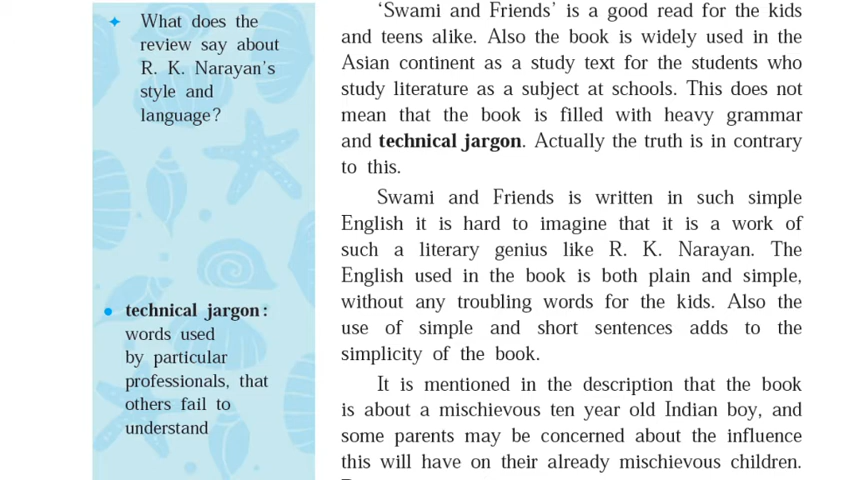 What does the
review say about
R. K. Narayan's
style and
language?
technical jargon:
words used
by particular
professionals, that
others fail to
understand
'Swami and Friends' is a good read for the kids
and teens alike. Also the book is widely used in the
Asian continent as a study text for the students who
study literature as a subject at schools. This does not
mean that the book is filled with heavy grammar
and technical jargon. Actually the truth is in contrary
to this.
Swami and Friends is written in such simple
English it is hard to imagine that it is a work of
such a literary genius like R. K. Narayan. The
English used in the book is both plain and simple,
without any troubling words for the kids. Also the
use of simple and short sentences adds to the
simplicity of the book.
It is mentioned in the description that the book
is about a mischievous ten year old Indian boy, and
some parents may be concerned about the influence
this will have on their already mischievous children.